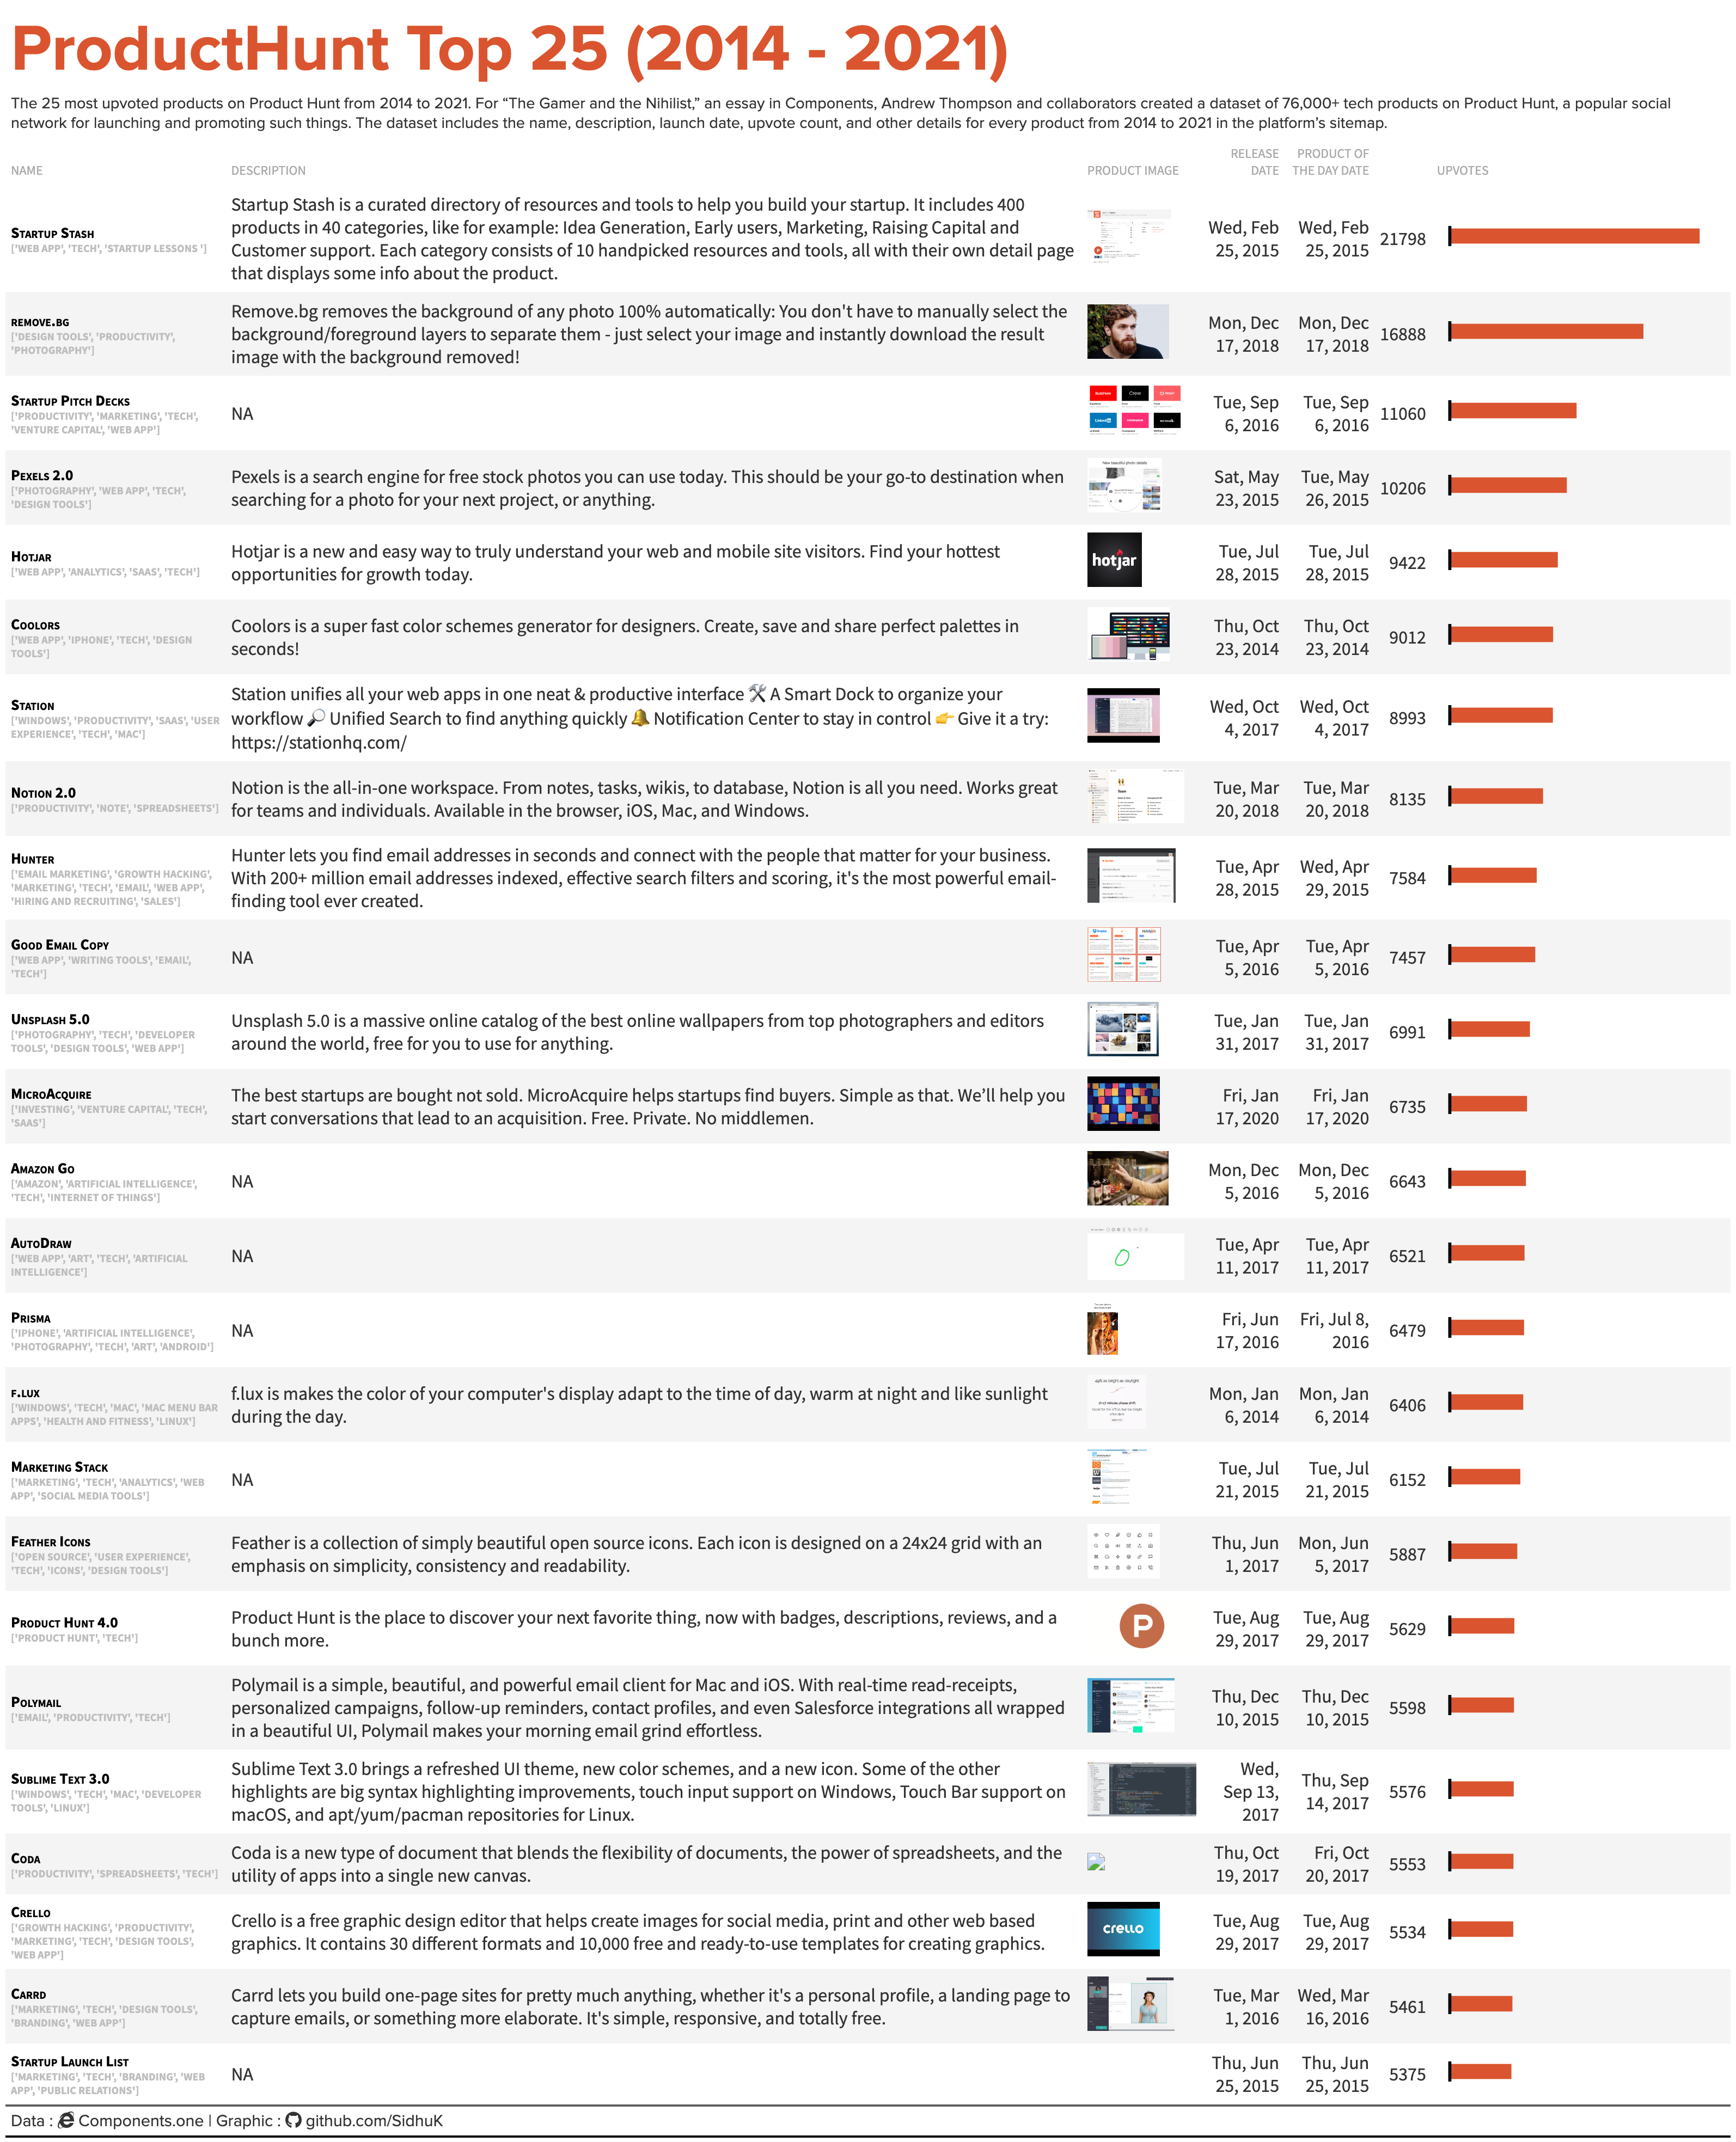 ProductHunt Top 25 (2014 - 2021)
The 25 most upvoted products on Product Hunt from 2014 to 2021. For “The Gamer and the Nihilist,” an essay in Components, Andrew Thompson and collaborators created a dataset of 76,000+ tech products on Product Hunt, a popular social
network for launching and promoting such things. The dataset includes the name, description, launch date, upvote count, and other details for every product from 2014 to 2021 in the platform’s sitemap.
NAME DESCRIPTION PRODUCT IMAGE RELEASE DATE PRODUCT OF THE DAY DATE UPVOTES
Startup Stash
['WEB APP', 'TECH', 'STARTUP LESSONS ']
Startup Stash is a curated directory of resources and tools to help you build your startup. It includes 400
products in 40 categories, like for example: Idea Generation, Early users, Marketing, Raising Capital and
Customer support. Each category consists of 10 handpicked resources and tools, all with their own detail page
that displays some info about the product.
Wed, Feb 25, 2015 Wed, Feb 25, 2015 21798
remove.bg
['DESIGN TOOLS', 'PRODUCTIVITY',
'PHOTOGRAPHY']
Remove.bg removes the background of any photo 100% automatically: You don't have to manually select the
background/foreground layers to separate them - just select your image and instantly download the result
image with the background removed!
Mon, Dec 17, 2018 Mon, Dec 17, 2018 16888
Startup Pitch Decks
['PRODUCTIVITY', 'MARKETING', 'TECH',
'VENTURE CAPITAL', 'WEB APP']
NA
Tue, Sep 6, 2016 Tue, Sep 6, 2016 11060
Pexels 2.0
['PHOTOGRAPHY', 'WEB APP', 'TECH',
'DESIGN TOOLS']
Pexels is a search engine for free stock photos you can use today. This should be your go-to destination when
searching for a photo for your next project, or anything.
Sat, May 23, 2015 Tue, May 26, 2015 10206
Hotjar
['WEB APP', 'ANALYTICS', 'SAAS', 'TECH']
Hotjar is a new and easy way to truly understand your web and mobile site visitors. Find your hottest
opportunities for growth today.
hotjar
Tue, Jul 28, 2015 Tue, Jul 28, 2015 9422
Coolors
['WEB APP', 'IPHONE', 'TECH', 'DESIGN
TOOLS']
Coolors is a super fast color schemes generator for designers. Create, save and share perfect palettes in
seconds!
Thu, Oct 23, 2014 Thu, Oct 23, 2014 9012
Station
['WINDOWS', 'PRODUCTIVITY', 'SAAS', 'USER
EXPERIENCE', 'TECH', 'MAC']
Station unifies all your web apps in one neat & productive interface 🛠 A Smart Dock to organize your
workflow 🔎 Unified Search to find anything quickly 🔔 Notification Center to stay in control 👉 Give it a try:
https://stationhq.com/
Wed, Oct 4, 2017 Wed, Oct 4, 2017 8993
Notion 2.0
['PRODUCTIVITY', 'NOTE', 'SPREADSHEETS']
Notion is the all-in-one workspace. From notes, tasks, wikis, to database, Notion is all you need. Works great
for teams and individuals. Available in the browser, iOS, Mac, and Windows.
Tue, Mar 20, 2018 Tue, Mar 20, 2018 8135
Hunter
['EMAIL MARKETING', 'GROWTH HACKING',
'MARKETING', 'TECH', 'EMAIL', 'WEB APP',
'HIRING AND RECRUITING', 'SALES']
Hunter lets you find email addresses in seconds and connect with the people that matter for your business.
With 200+ million email addresses indexed, effective search filters and scoring, it's the most powerful email-
finding tool ever created.
Tue, Apr 28, 2015 Wed, Apr 29, 2015 7584
Good Email Copy
['WEB APP', 'WRITING TOOLS', 'EMAIL',
'TECH']
NA
Tue, Apr 5, 2016 Tue, Apr 5, 2016 7457
Unsplash 5.0
['PHOTOGRAPHY', 'TECH', 'DEVELOPER
TOOLS', 'DESIGN TOOLS', 'WEB APP']
Unsplash 5.0 is a massive online catalog of the best online wallpapers from top photographers and editors
around the world, free for you to use for anything.
Tue, Jan 31, 2017 Tue, Jan 31, 2017 6991
MicroAcquire
['INVESTING', 'VENTURE CAPITAL', 'TECH',
'SAAS']
The best startups are bought not sold. MicroAcquire helps startups find buyers. Simple as that. We’ll help you
start conversations that lead to an acquisition. Free. Private. No middlemen.
Fri, Jan 17, 2020 Fri, Jan 17, 2020 6735
Amazon Go
['AMAZON', 'ARTIFICIAL INTELLIGENCE',
'TECH', 'INTERNET OF THINGS']
NA
Mon, Dec 5, 2016 Mon, Dec 5, 2016 6643
AutoDraw
['WEB APP', 'ART', 'TECH', 'ARTIFICIAL
INTELLIGENCE']
NA
Tue, Apr 11, 2017 Tue, Apr 11, 2017 6521
Prisma
['IPHONE', 'ARTIFICIAL INTELLIGENCE',
'PHOTOGRAPHY', 'TECH', 'ART', 'ANDROID']
NA
Fri, Jun 17, 2016 Fri, Jul 8, 2016 6479
f.lux
['WINDOWS', 'TECH', 'MAC', 'MAC MENU BAR
APPS', 'HEALTH AND FITNESS', 'LINUX']
f.lux is makes the color of your computer's display adapt to the time of day, warm at night and like sunlight
during the day.
Mon, Jan 6, 2014 Mon, Jan 6, 2014 6406
Marketing Stack
['MARKETING', 'TECH', 'ANALYTICS', 'WEB
APP', 'SOCIAL MEDIA TOOLS']
NA
Tue, Jul 21, 2015 Tue, Jul 21, 2015 6152
Feather Icons
['OPEN SOURCE', 'USER EXPERIENCE',
'TECH', 'ICONS', 'DESIGN TOOLS']
Feather is a collection of simply beautiful open source icons. Each icon is designed on a 24x24 grid with an
emphasis on simplicity, consistency and readability.
Thu, Jun 1, 2017 Mon, Jun 5, 2017 5887
Product Hunt 4.0
['PRODUCT HUNT', 'TECH']
Product Hunt is the place to discover your next favorite thing, now with badges, descriptions, reviews, and a
bunch more.
P
Tue, Aug 29, 2017 Tue, Aug 29, 2017 5629
Polymail
['EMAIL', 'PRODUCTIVITY', 'TECH']
Polymail is a simple, beautiful, and powerful email client for Mac and iOS. With real-time read-receipts,
personalized campaigns, follow-up reminders, contact profiles, and even Salesforce integrations all wrapped
in a beautiful UI, Polymail makes your morning email grind effortless.
Thu, Dec 10, 2015 Thu, Dec 10, 2015 5598
Sublime Text 3.0
['WINDOWS', 'TECH', 'MAC', 'DEVELOPER
TOOLS', 'LINUX']
Sublime Text 3.0 brings a refreshed UI theme, new color schemes, and a new icon. Some of the other
highlights are big syntax highlighting improvements, touch input support on Windows, Touch Bar support on
macOS, and apt/yum/pacman repositories for Linux.
Wed, Sep 13, 2017 Thu, Sep 14, 2017 5576
Coda
['PRODUCTIVITY', 'SPREADSHEETS', 'TECH']
Coda is a new type of document that blends the flexibility of documents, the power of spreadsheets, and the
utility of apps into a single new canvas.
Thu, Oct 19, 2017 Fri, Oct 20, 2017 5553
Crello
['GROWTH HACKING', 'PRODUCTIVITY',
'MARKETING', 'TECH', 'DESIGN TOOLS',
'WEB APP']
Crello is a free graphic design editor that helps create images for social media, print and other web based
graphics. It contains 30 different formats and 10,000 free and ready-to-use templates for creating graphics.
crello
Tue, Aug 29, 2017 Tue, Aug 29, 2017 5534
Carrd
['MARKETING', 'TECH', 'DESIGN TOOLS',
'BRANDING', 'WEB APP']
Carrd lets you build one-page sites for pretty much anything, whether it's a personal profile, a landing page to
capture emails, or something more elaborate. It's simple, responsive, and totally free.
Tue, Mar 1, 2016 Wed, Mar 16, 2016 5461
Startup Launch List
['MARKETING', 'TECH', 'BRANDING', 'WEB
APP', 'PUBLIC RELATIONS']
NA
Thu, Jun 25, 2015 Thu, Jun 25, 2015 5375
Data : Components.one | Graphic : github.com/SidhuK